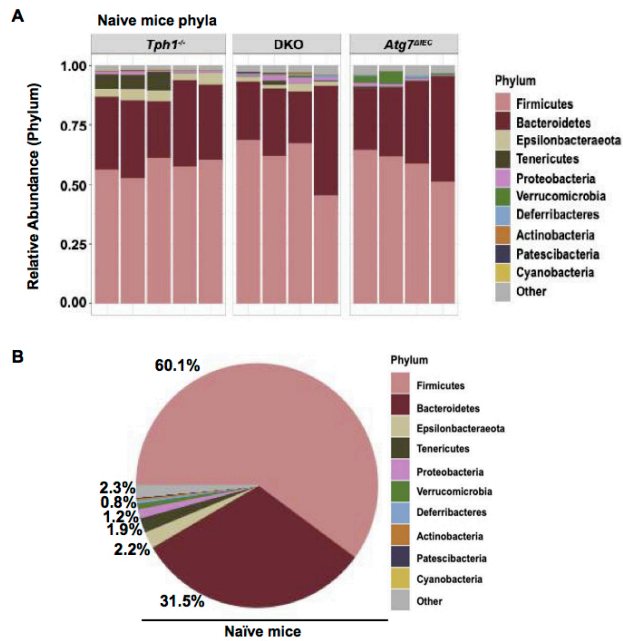 A
Naive mice phyla
Tph1-/-
DKO
Atg7ΔIEC
Relative Abundance (Phylum)
1.00
0.75
0.50
0.25
0.00
Phylum
Firmicutes
Bacteroidetes
Epsilonbacteraeota
Tenericutes
Proteobacteria
Verrucomicrobia
Deferribacteres
Actinobacteria
Patescibacteria
Cyanobacteria
Other
B
60.1%
2.3%
0.8%
1.2%
1.9%
2.2%
31.5%
Naïve mice
Phylum
Firmicutes
Bacteroidetes
Epsilonbacteraeota
Tenericutes
Proteobacteria
Verrucomicrobia
Deferribacteres
Actinobacteria
Patescibacteria
Cyanobacteria
Other